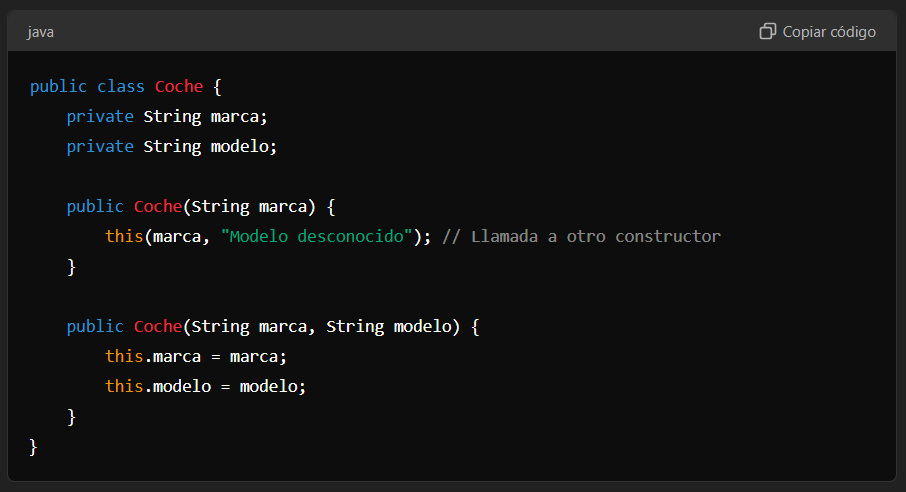 java
Copiar código
public class Coche {
    private String marca;
    private String modelo;

    public Coche(String marca) {
        this(marca, "Modelo desconocido"); // Llamada a otro constructor
    }

    public Coche(String marca, String modelo) {
        this.marca = marca;
        this.modelo = modelo;
    }
}